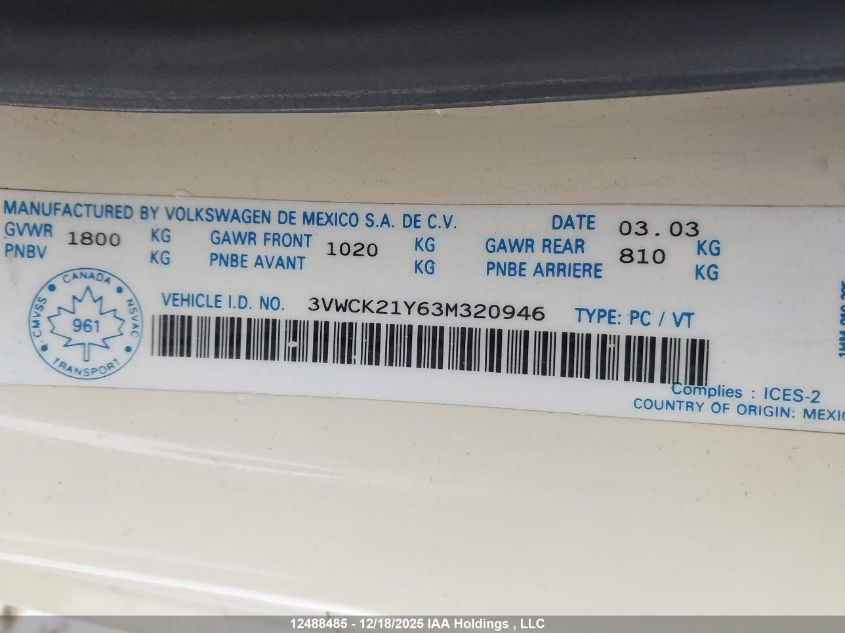 MANUFACTURED BY VOLKSWAGEN DE MEXICO S.A. DE C.V. DATE 03.03
GVWR 1800 KG GAWR FRONT 1020 KG GAWR REAR 810 KG
PNBV KG PNBE AVANT KG PNBE ARRIERE KG
VEHICLE I.D. NO. 3VWCK21Y63M320946 TYPE: PC / VT
CANADA
CMVSS NSVAC
961
TRANSPORT
Complies : ICES-2
COUNTRY OF ORIGIN: MEXIC
12488485 - 12/18/2025 IAA Holdings , LLC